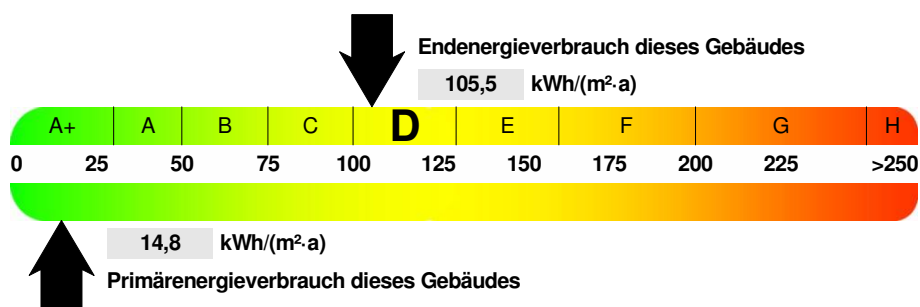 Endenergieverbrauch dieses Gebäudes
105,5 kWh/(m²·a)
A+ A B C D E F G H
0 25 50 75 100 125 150 175 200 225 >250
14,8 kWh/(m²·a)
Primärenergieverbrauch dieses Gebäudes